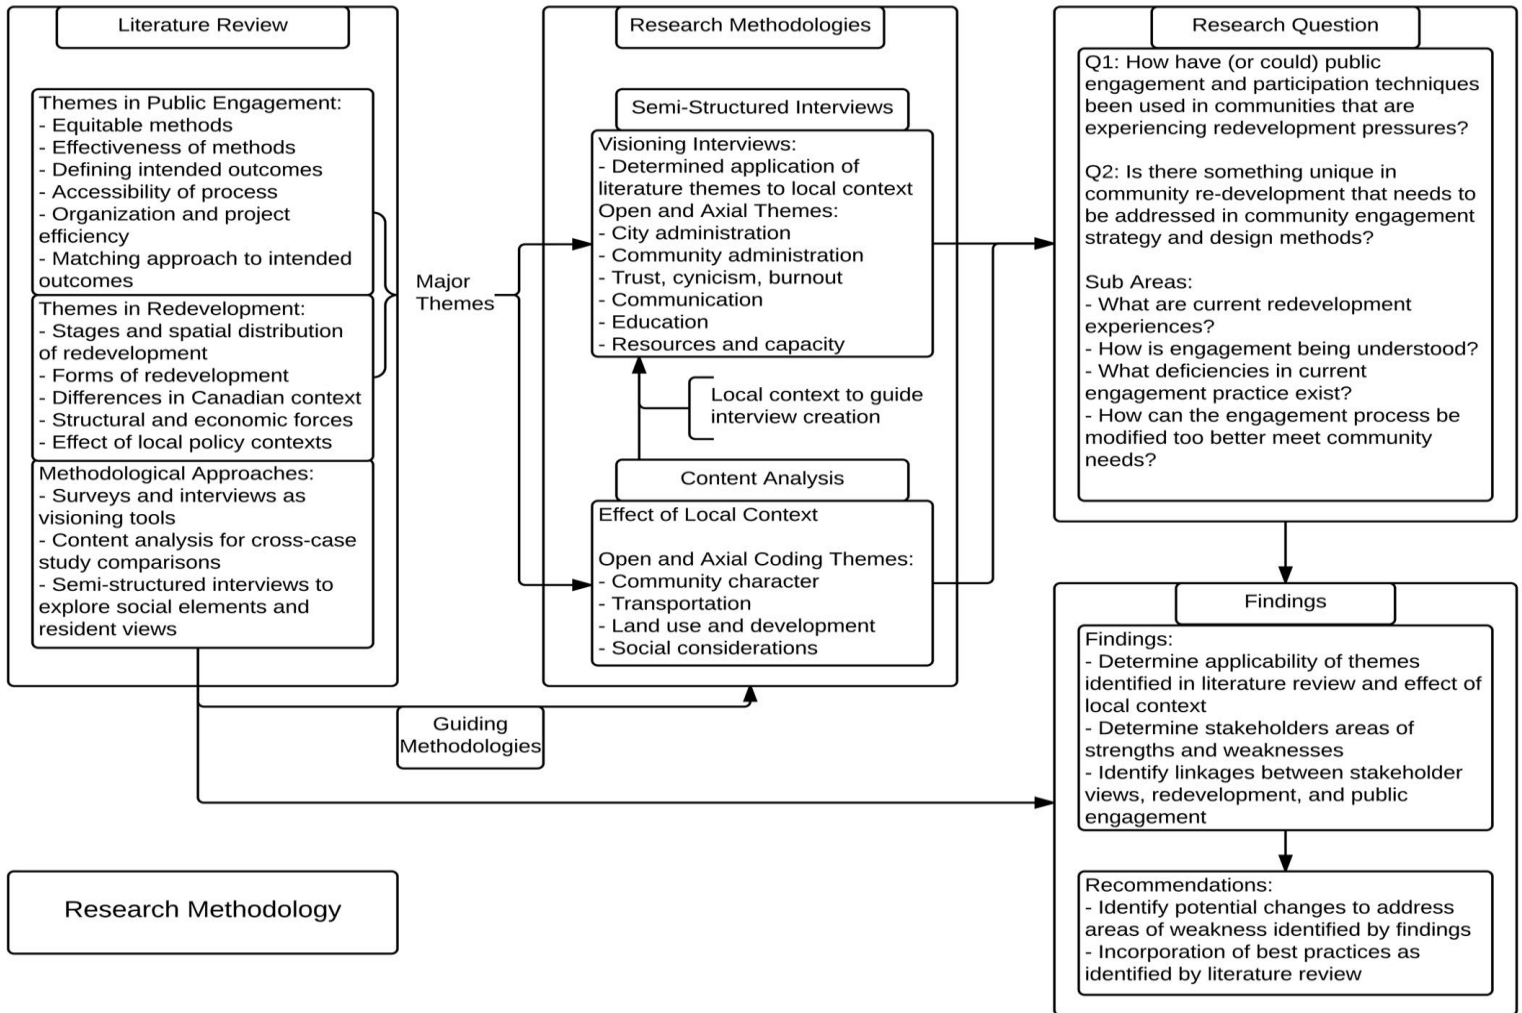 Literature Review
Themes in Public Engagement:
- Equitable methods
- Effectiveness of methods
- Defining intended outcomes
- Accessibility of process
- Organization and project
efficiency
- Matching approach to intended
outcomes
Themes in Redevelopment:
- Stages and spatial distribution
of redevelopment
- Forms of redevelopment
- Differences in Canadian context
- Structural and economic forces
- Effect of local policy contexts
Methodological Approaches:
- Surveys and interviews as
visioning tools
- Content analysis for cross-case
study comparisons
- Semi-structured interviews to
explore social elements and
resident views
Major
Themes
Guiding
Methodologies
Research Methodologies
Semi-Structured Interviews
Visioning Interviews:
- Determined application of
literature themes to local context
Open and Axial Themes:
- City administration
- Community administration
- Trust, cynicism, burnout
- Communication
- Education
- Resources and capacity
Local context to guide
interview creation
Content Analysis
Effect of Local Context
Open and Axial Coding Themes:
- Community character
- Transportation
- Land use and development
- Social considerations
Research Question
Q1: How have (or could) public
engagement and participation techniques
been used in communities that are
experiencing redevelopment pressures?
Q2: Is there something unique in
community re-development that needs to
be addressed in community engagement
strategy and design methods?
Sub Areas:
- What are current redevelopment
experiences?
- How is engagement being understood?
- What deficiencies in current
engagement practice exist?
- How can the engagement process be
modified too better meet community
needs?
Findings
Findings:
- Determine applicability of themes
identified in literature review and effect of
local context
- Determine stakeholders areas of
strengths and weaknesses
- Identify linkages between stakeholder
views, redevelopment, and public
engagement
Recommendations:
- Identify potential changes to address
areas of weakness identified by findings
- Incorporation of best practices as
identified by literature review
Research Methodology